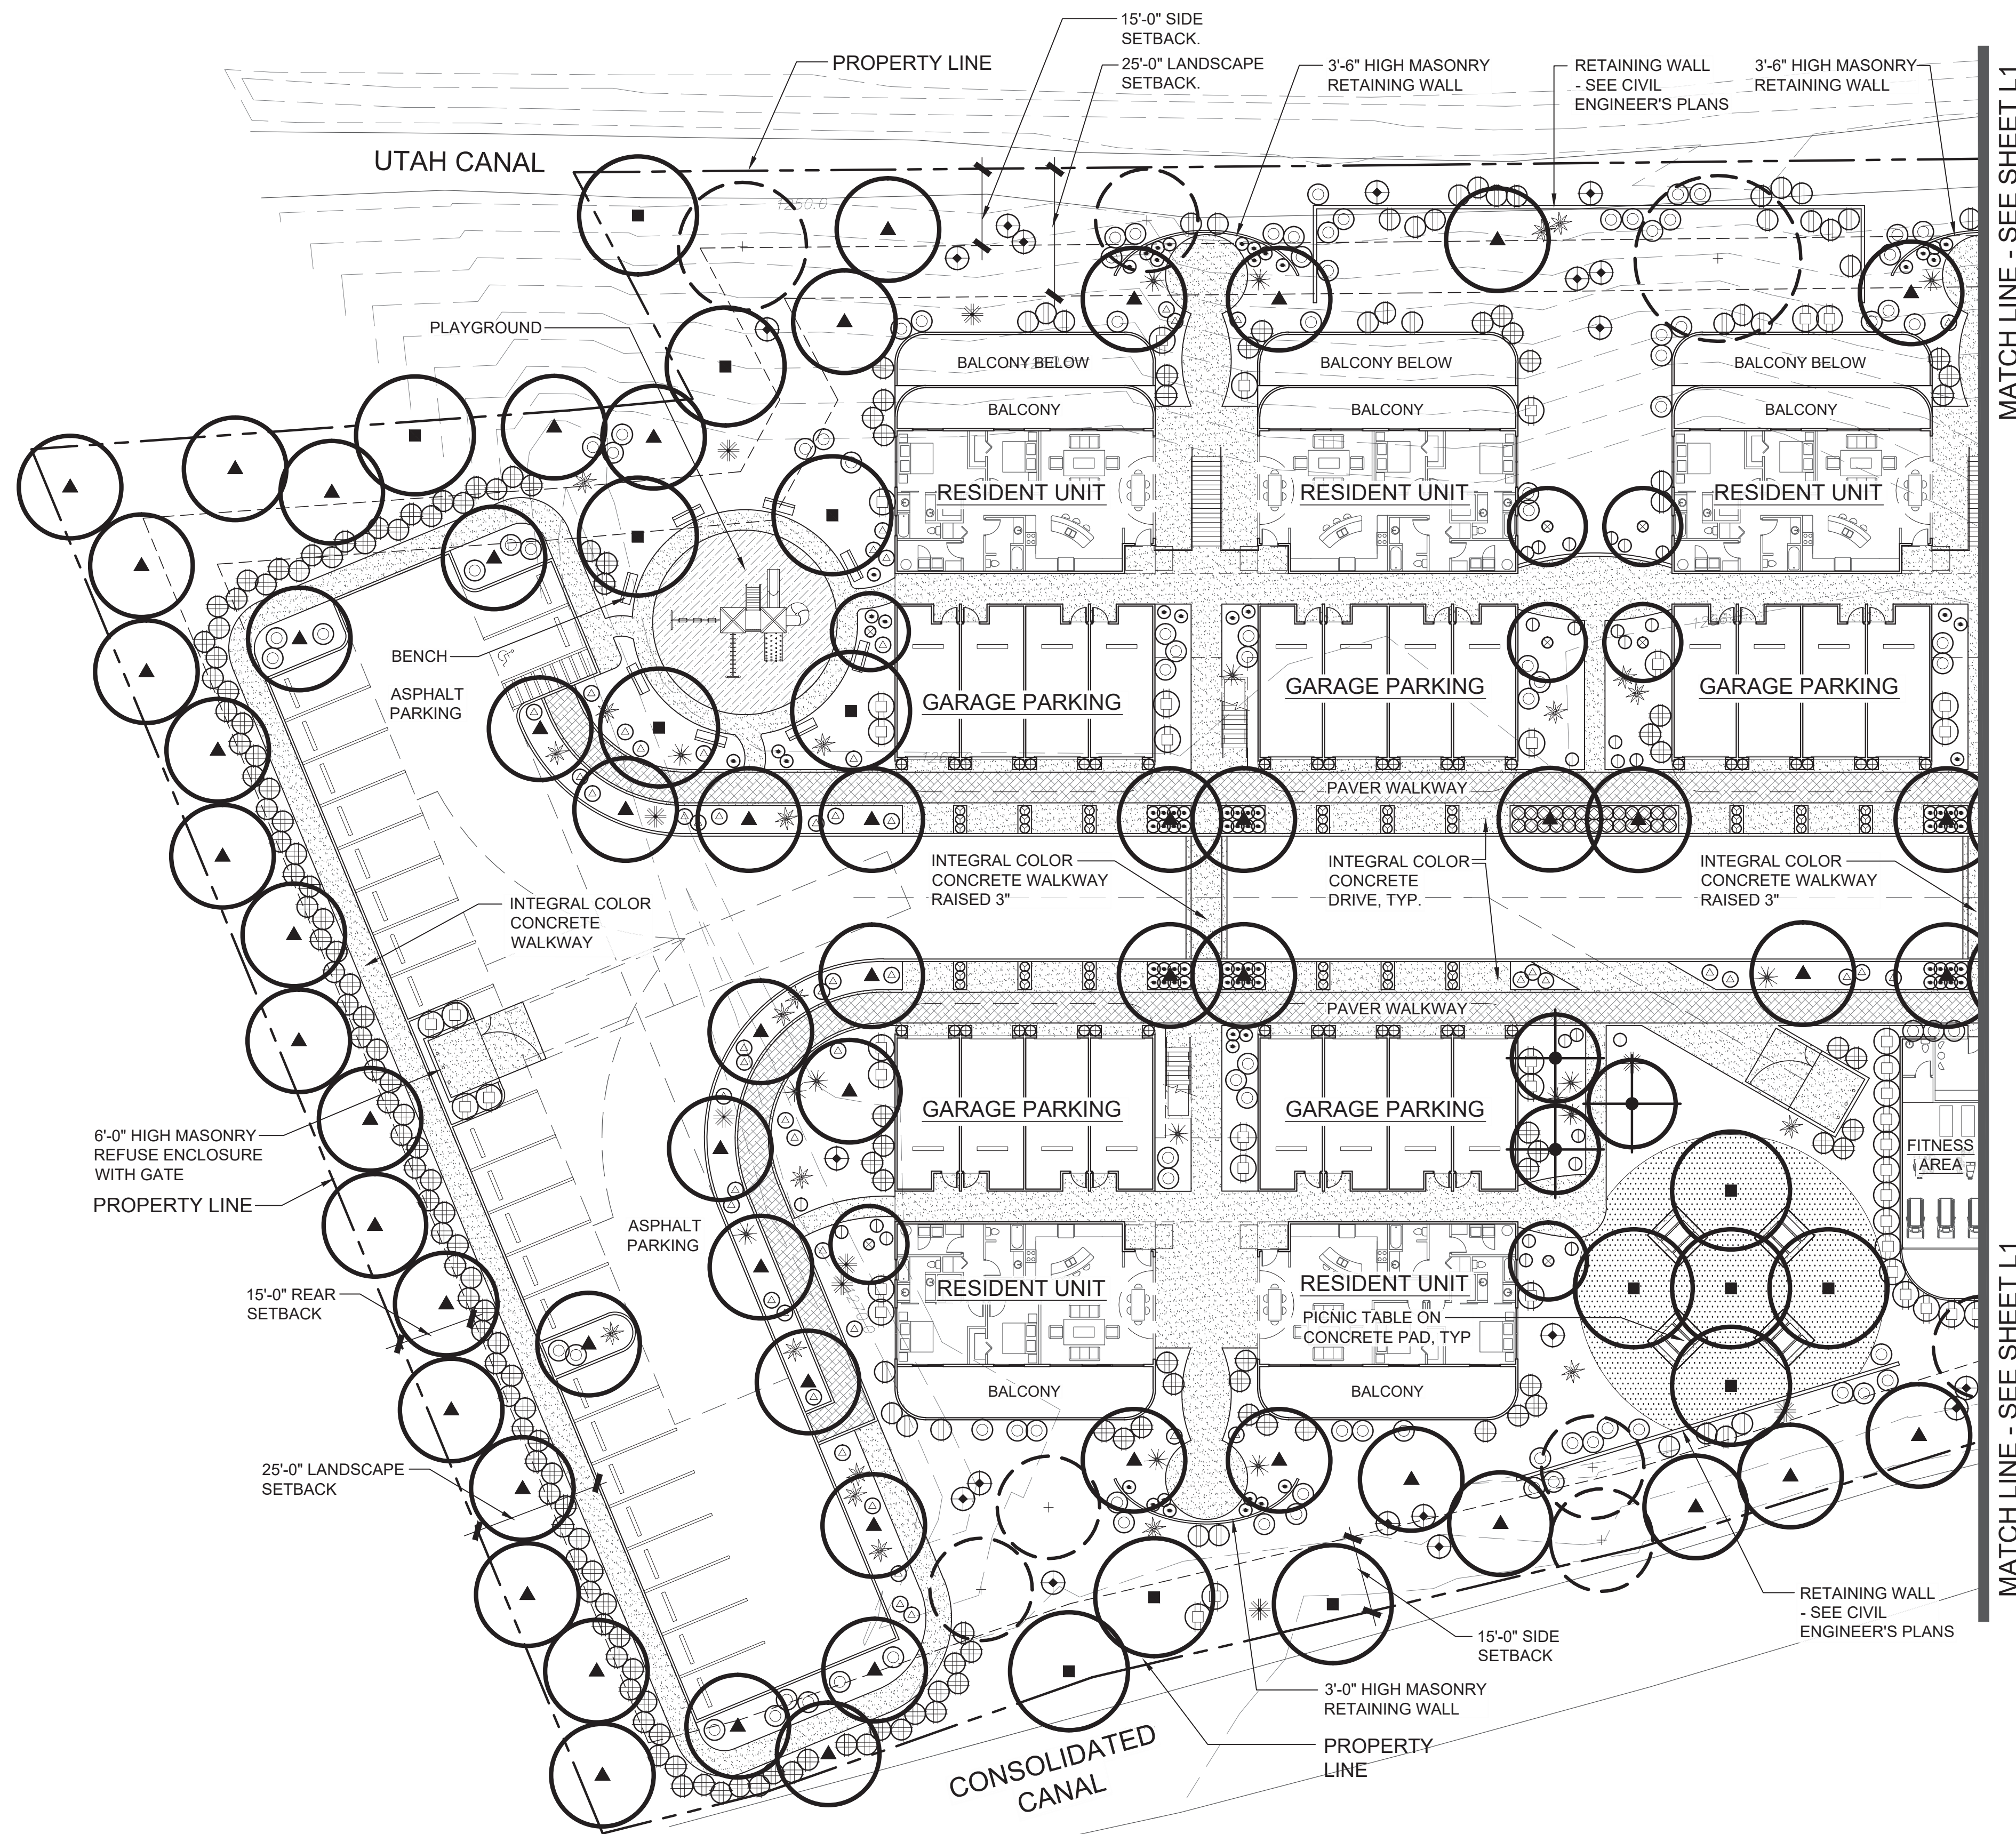 15'-0" SIDE
SETBACK.
PROPERTY LINE
25'-0" LANDSCAPE
SETBACK.
3'-6" HIGH MASONRY
RETAINING WALL
RETAINING WALL
- SEE CIVIL
ENGINEER'S PLANS
3'-6" HIGH MASONRY
RETAINING WALL
MATCH LINE - SEE SHEET L1
UTAH CANAL
1250.0
PLAYGROUND
BALCONY BELOW
BALCONY BELOW
BALCONY BELOW
BALCONY
BALCONY
BALCONY
RESIDENT UNIT
RESIDENT UNIT
RESIDENT UNIT
BENCH
ASPHALT
PARKING
GARAGE PARKING
GARAGE PARKING
GARAGE PARKING
PAVER WALKWAY
INTEGRAL COLOR
CONCRETE WALKWAY
RAISED 3"
INTEGRAL COLOR
CONCRETE
DRIVE, TYP.
INTEGRAL COLOR
CONCRETE WALKWAY
RAISED 3"
INTEGRAL COLOR
CONCRETE
WALKWAY
PAVER WALKWAY
GARAGE PARKING
GARAGE PARKING
6'-0" HIGH MASONRY
REFUSE ENCLOSURE
WITH GATE
PROPERTY LINE
FITNESS
AREA
ASPHALT
PARKING
RESIDENT UNIT
RESIDENT UNIT
PICNIC TABLE ON
CONCRETE PAD, TYP
15'-0" REAR
SETBACK
BALCONY
BALCONY
MATCH LINE - SEE SHEET L1
25'-0" LANDSCAPE
SETBACK
RETAINING WALL
- SEE CIVIL
ENGINEER'S PLANS
15'-0" SIDE
SETBACK
3'-0" HIGH MASONRY
RETAINING WALL
PROPERTY
LINE
CONSOLIDATED
CANAL